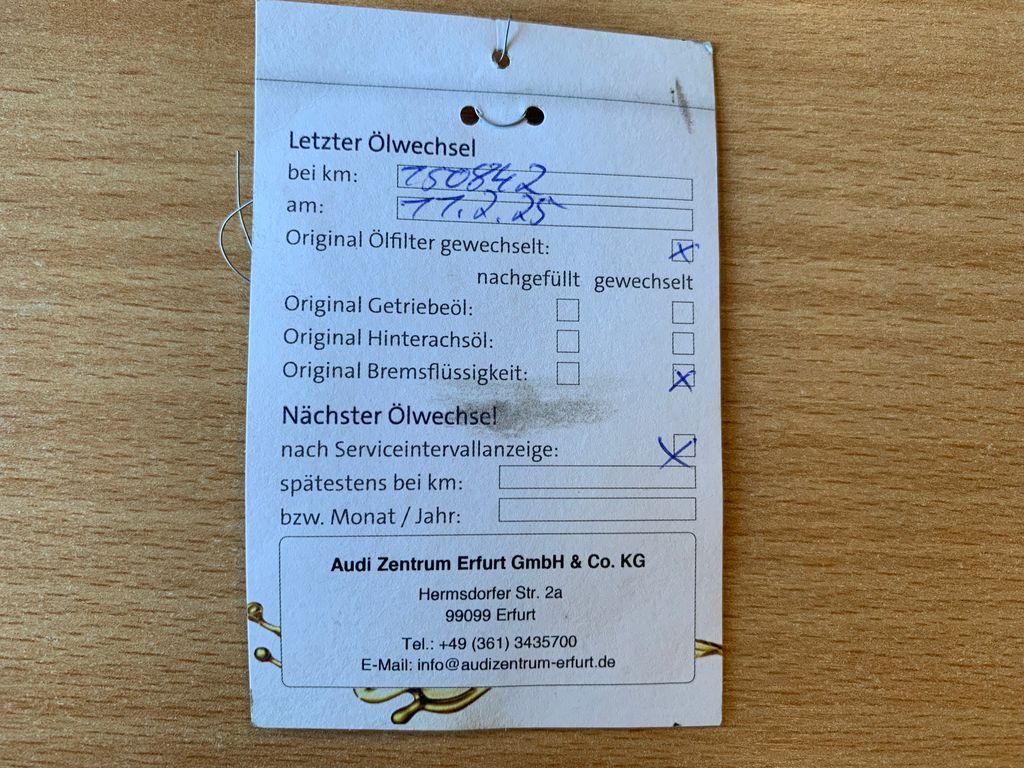 Letzter Ölwechsel
bei km: 150842
am: 11.2.25
Original Ölfilter gewechselt: x
nachgefüllt gewechselt
Original Getriebeöl:
Original Hinterachsöl:
Original Bremsflüssigkeit: x
Nächster Ölwechsel
nach Serviceintervallanzeige: x
spätestens bei km:
bzw. Monat / Jahr:
Audi Zentrum Erfurt GmbH & Co. KG
Hermsdorfer Str. 2a
99099 Erfurt
Tel.: +49 (361) 3435700
E-Mail: info@audizentrum-erfurt.de